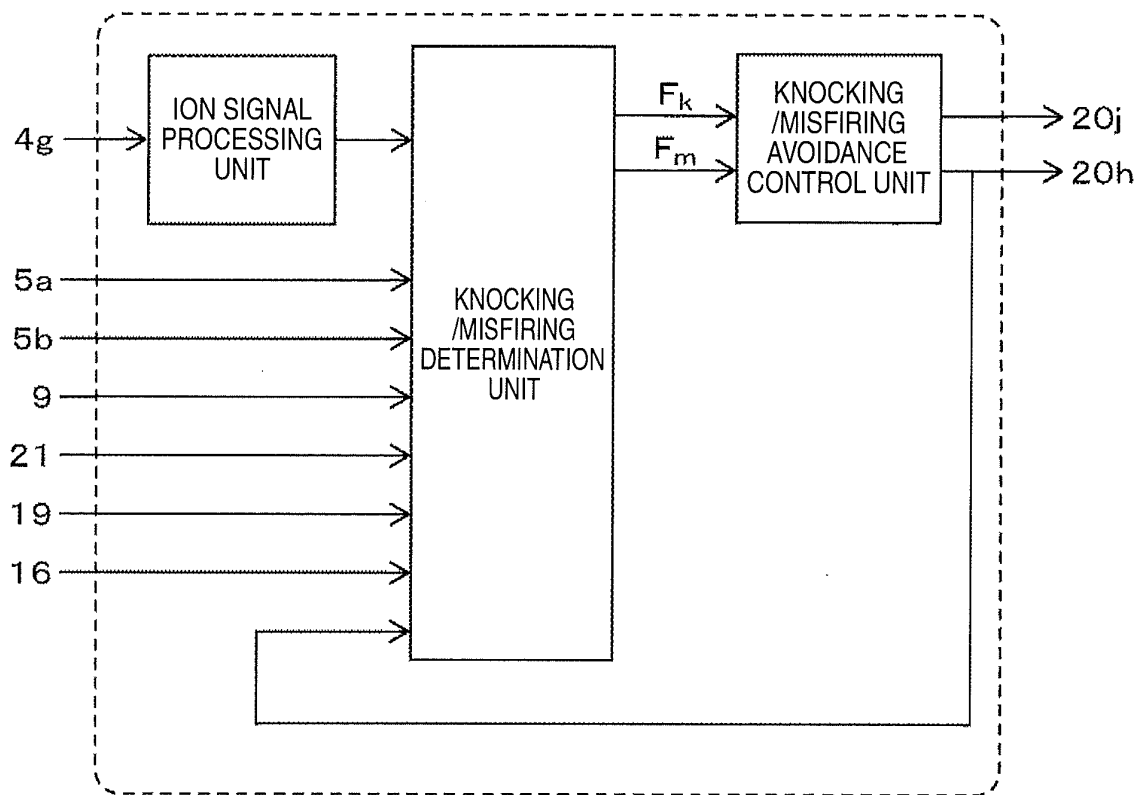 4g
ION SIGNAL
PROCESSING
UNIT
5a
5b
9
21
19
16
KNOCKING
/MISFIRING
DETERMINATION
UNIT
Fk
Fm
KNOCKING
/MISFIRING
AVOIDANCE
CONTROL UNIT
20j
20h